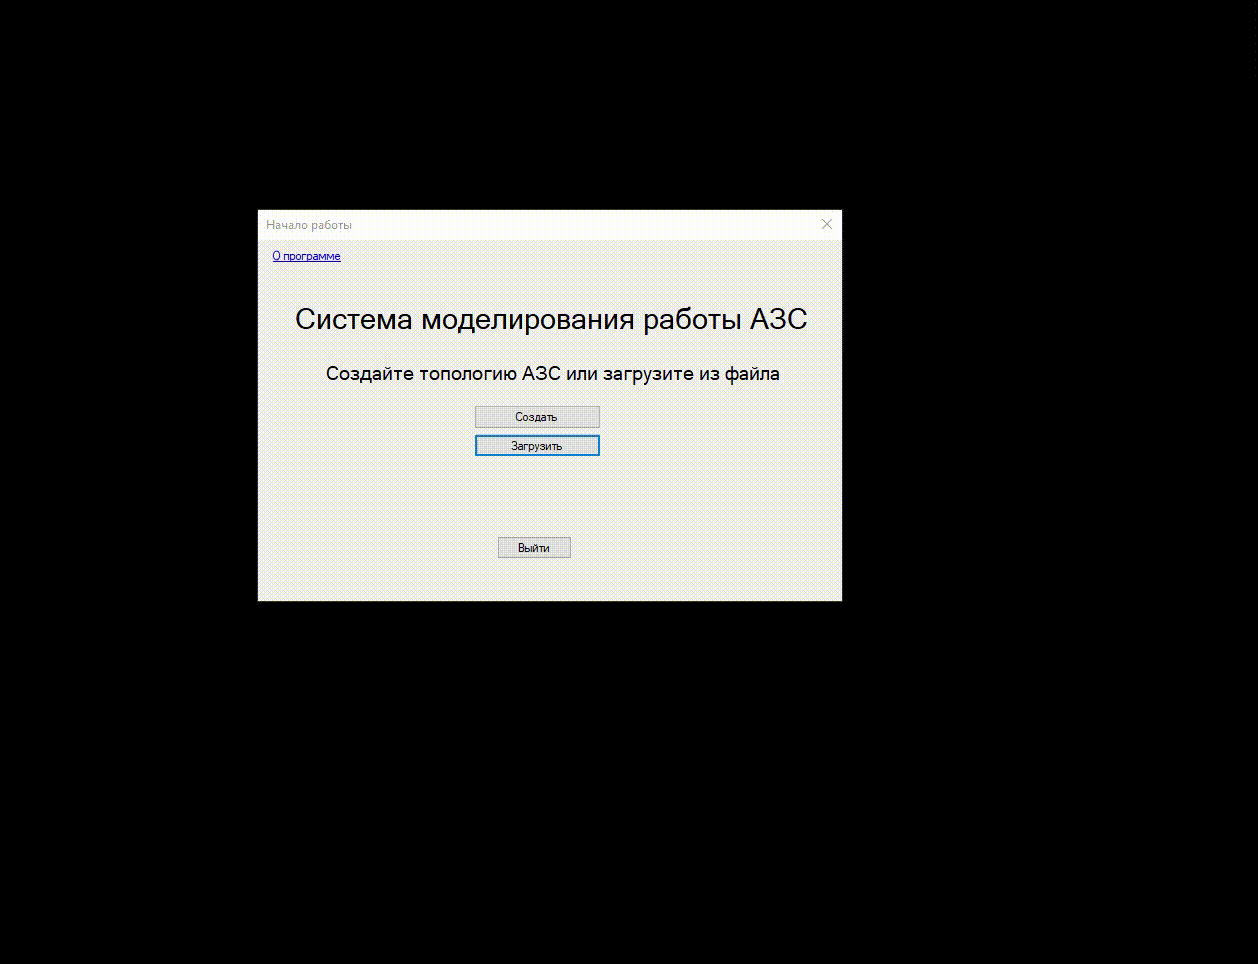 Начало работы
О программе
Система моделирования работы АЗС
Создайте топологию АЗС или загрузите из файла
Создать
Загрузить
Выйти